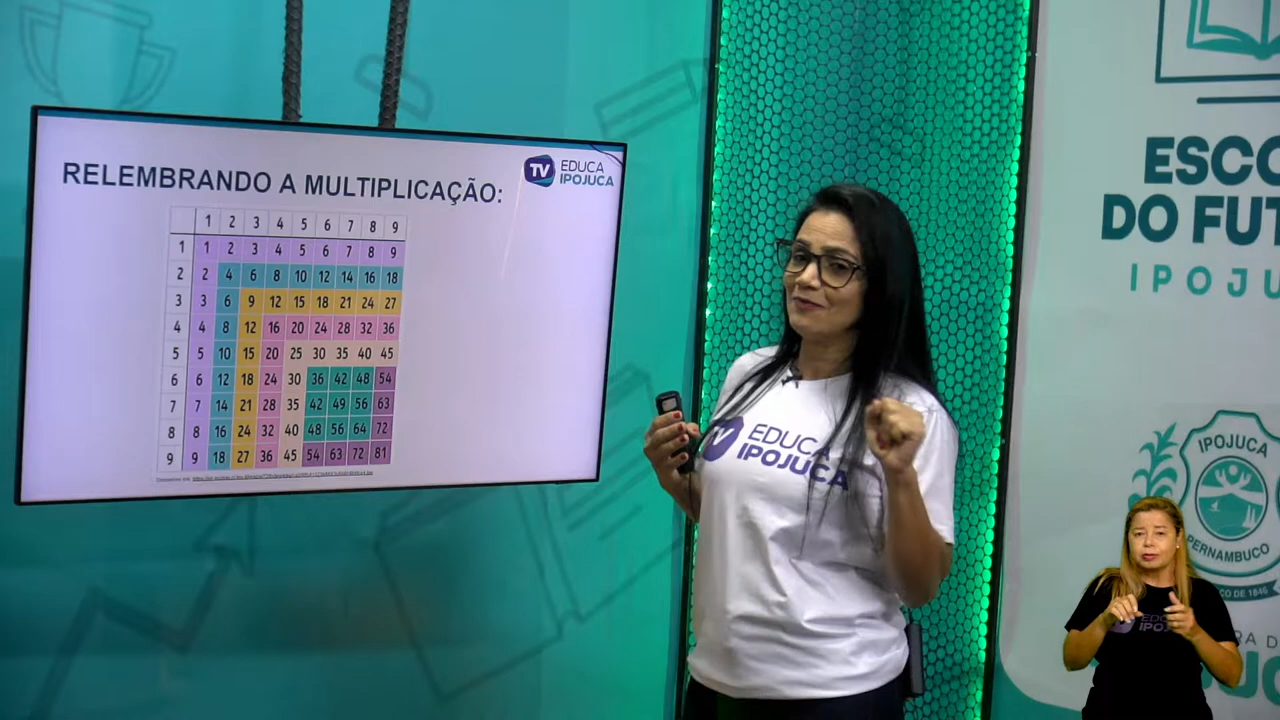 RELEMBRANDO A MULTIPLICAÇÃO:
TV EDUCA
IPOJUCA
1 2 3 4 5 6 7 8 9
1 1 2 3 4 5 6 7 8 9
2 2 4 6 8 10 12 14 16 18
3 3 6 9 12 15 18 21 24 27
4 4 8 12 16 20 24 28 32 36
5 5 10 15 20 25 30 35 40 45
6 6 12 18 24 30 36 42 48 54
7 7 14 21 28 35 42 49 56 63
8 8 16 24 32 40 48 56 64 72
9 9 18 27 36 45 54 63 72 81
TV EDUCA
IPOJUCA
ESCO
DO FUT
IPOJU
IPOJUCA
PERNAMBUCO
ÇO DE 1846
RA D